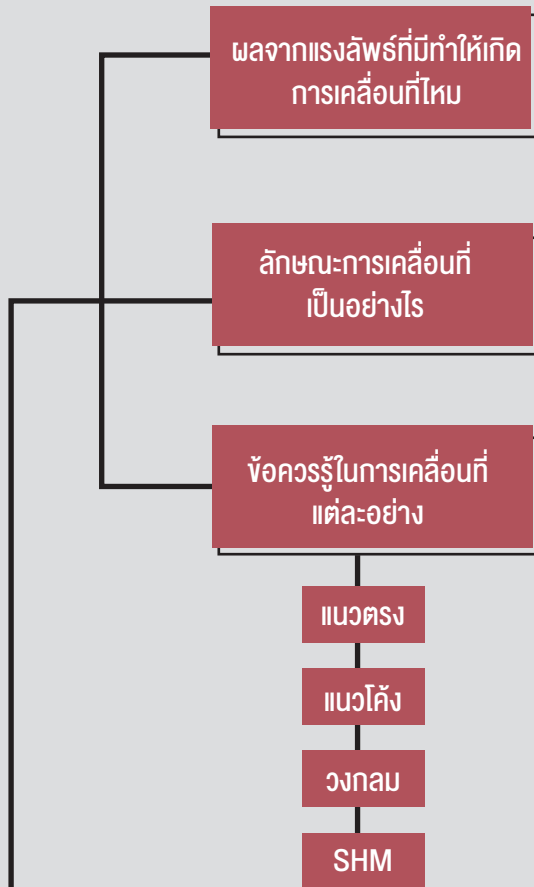 ผลจากแรงลัพธ์ที่มีทำให้เกิด
การเคลื่อนที่ไหม
ลักษณะการเคลื่อนที่
เป็นอย่างไร
ข้อควรรู้ในการเคลื่อนที่
แต่ละอย่าง
แนวตรง
แนวโค้ง
วงกลม
SHM